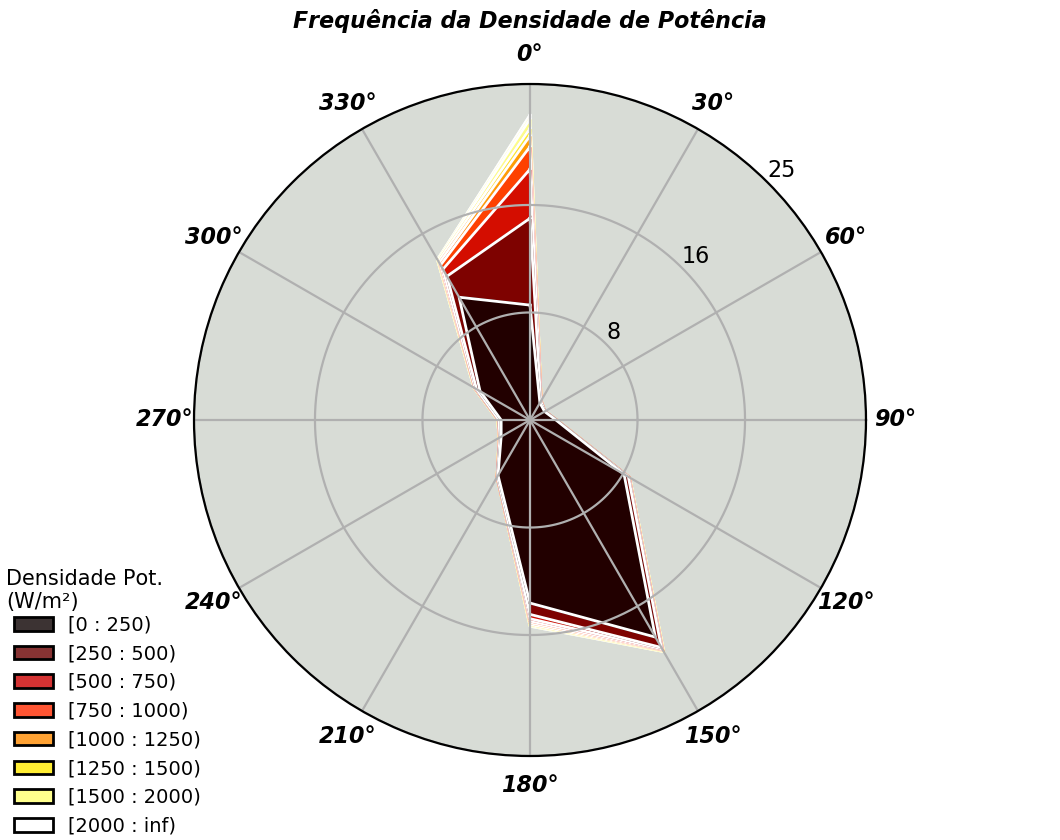 Frequência da Densidade de Potência
0°
330°
30°
25
300°
60°
16
8
270°
90°
240°
120°
210°
150°
180°
Densidade Pot.
(W/m²)
[0 : 250)
[250 : 500)
[500 : 750)
[750 : 1000)
[1000 : 1250)
[1250 : 1500)
[1500 : 2000)
[2000 : inf)